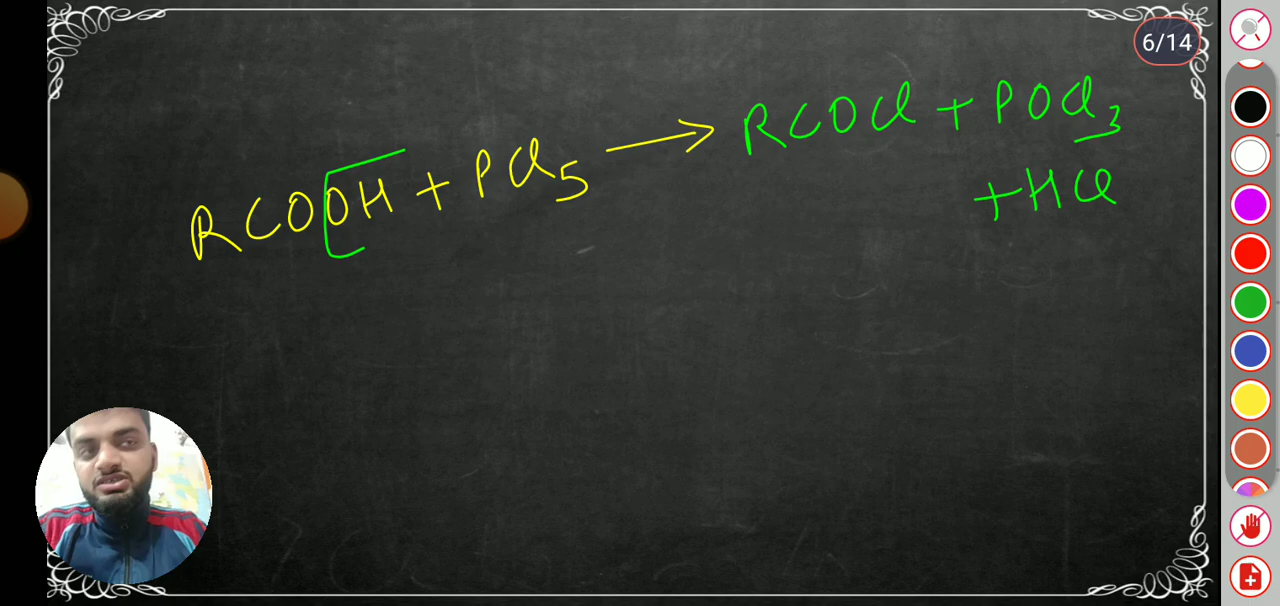 6/14
RCOOH + PCl5 → RCOCl + POCl3
+ HCl